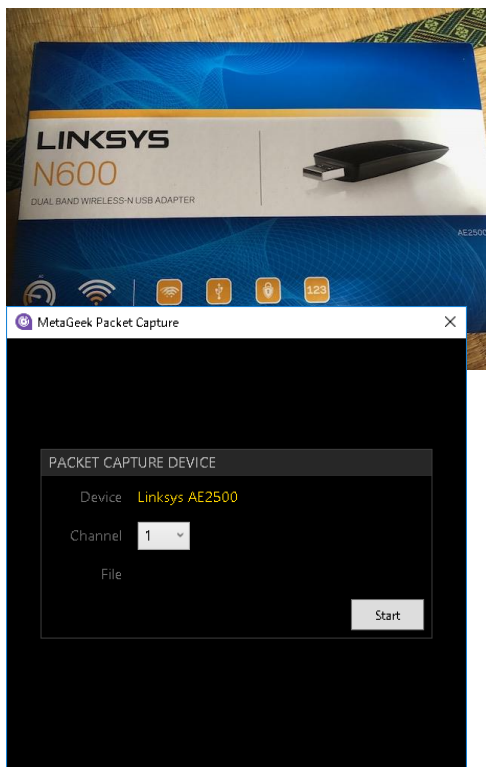 LINKSYS
N600
DUAL BAND WIRELESS-N USB ADAPTER
AE2500
123
MetaGeek Packet Capture
PACKET CAPTURE DEVICE
Device Linksys AE2500
Channel 1
File
Start